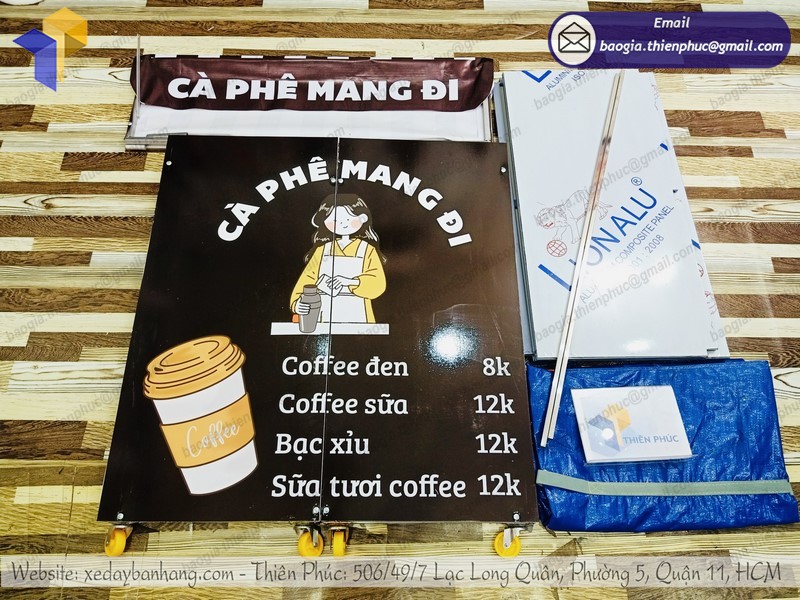 Email
baogia.thienphuc@gmail.com
CÀ PHÊ MANG ĐI
CÀ PHÊ MANG ĐI
LIONALU®
COMPOSITE PANEL
2008
Coffee đen 8k
Coffee sữa 12k
Bạc xỉu 12k
Sữa tươi coffee 12k
Coffee
THIÊN PHÚC
Website: xedaybanhang.com - Thiên Phúc: 506/49/7 Lạc Long Quân, Phường 5, Quận 11, HCM